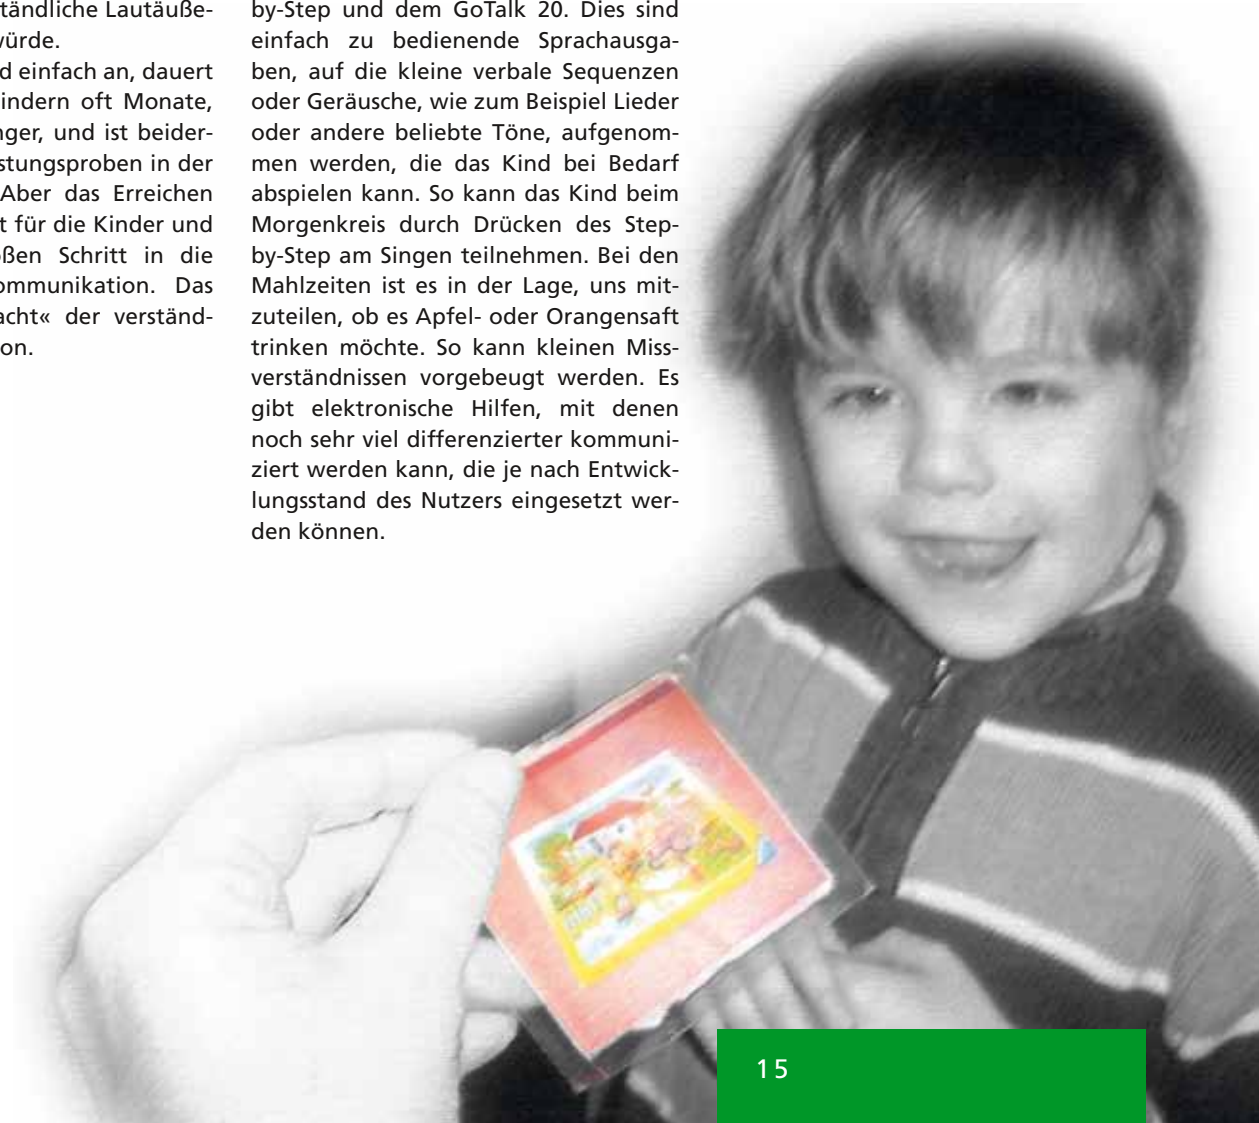 tändliche Lautäuße-
würde.
d einfach an, dauert
indern oft Monate,
nger, und ist beider-
stungsproben in der
Aber das Erreichen
t für die Kinder und
ßen Schritt in die
ommunikation. Das
acht« der verständ-
on.
by-Step und dem GoTalk 20. Dies sind
einfach zu bedienende Sprachausga-
ben, auf die kleine verbale Sequenzen
oder Geräusche, wie zum Beispiel Lieder
oder andere beliebte Töne, aufgenom-
men werden, die das Kind bei Bedarf
abspielen kann. So kann das Kind beim
Morgenkreis durch Drücken des Step-
by-Step am Singen teilnehmen. Bei den
Mahlzeiten ist es in der Lage, uns mit-
zuteilen, ob es Apfel- oder Orangensaft
trinken möchte. So kann kleinen Miss-
verständnissen vorgebeugt werden. Es
gibt elektronische Hilfen, mit denen
noch sehr viel differenzierter kommuni-
ziert werden kann, die je nach Entwick-
lungsstand des Nutzers eingesetzt wer-
den können.
15